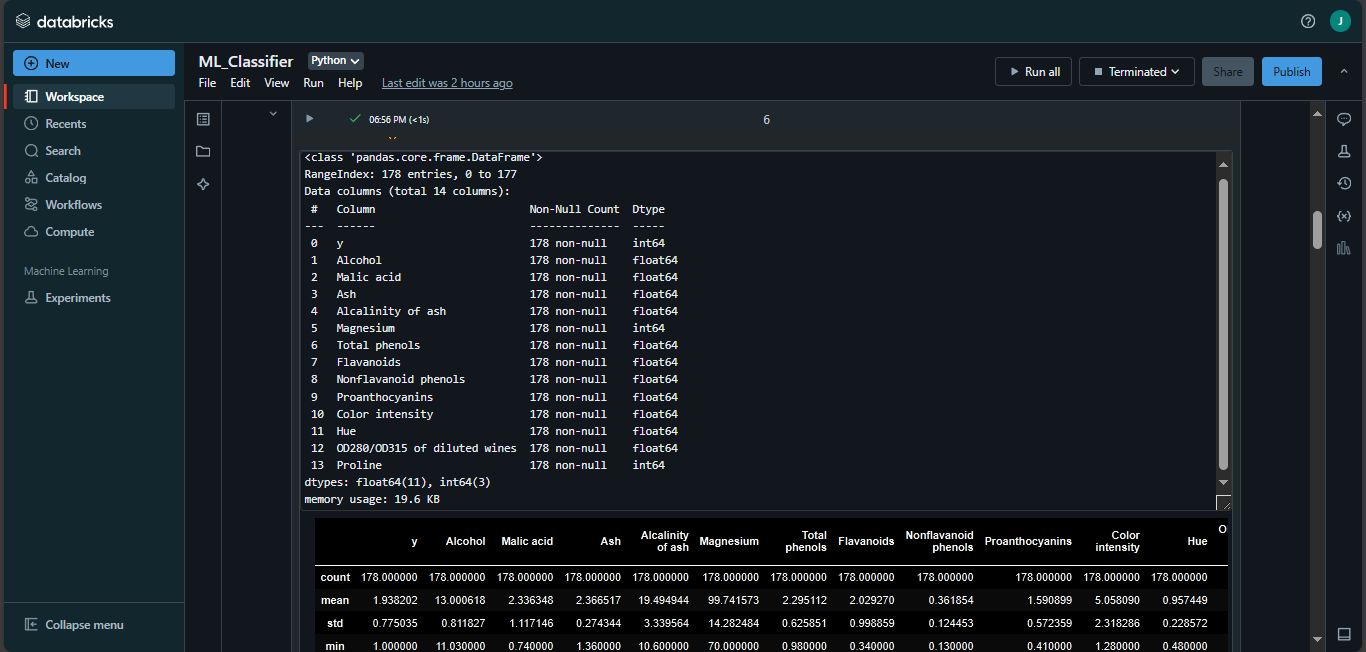 databricks
J
New
Workspace
Recents
Search
Catalog
Workflows
Compute
Machine Learning
Experiments
Collapse menu
ML_Classifier Python
File Edit View Run Help Last edit was 2 hours ago
Run all Terminated Share Publish
06:56 PM (<1s) 6
<class 'pandas.core.frame.DataFrame'>
RangeIndex: 178 entries, 0 to 177
Data columns (total 14 columns):
# Column Non-Null Count Dtype
--- ------ -------------- -----
0 y 178 non-null int64
1 Alcohol 178 non-null float64
2 Malic acid 178 non-null float64
3 Ash 178 non-null float64
4 Alcalinity of ash 178 non-null float64
5 Magnesium 178 non-null int64
6 Total phenols 178 non-null float64
7 Flavanoids 178 non-null float64
8 Nonflavanoid phenols 178 non-null float64
9 Proanthocyanins 178 non-null float64
10 Color intensity 178 non-null float64
11 Hue 178 non-null float64
12 OD280/OD315 of diluted wines 178 non-null float64
13 Proline 178 non-null int64
dtypes: float64(11), int64(3)
memory usage: 19.6 KB
y Alcohol Malic acid Ash Alcalinity of ash Magnesium Total phenols Flavanoids Nonflavanoid phenols Proanthocyanins Color intensity Hue O
count 178.000000 178.000000 178.000000 178.000000 178.000000 178.000000 178.000000 178.000000 178.000000 178.000000 178.000000 178.000000
mean 1.938202 13.000618 2.336348 2.366517 19.494944 99.741573 2.295112 2.029270 0.361854 1.590899 5.058090 0.957449
std 0.775035 0.811827 1.117146 0.274344 3.339564 14.282484 0.625851 0.998859 0.124453 0.572359 2.318286 0.228572
min 1.000000 11.030000 0.740000 1.360000 10.600000 70.000000 0.980000 0.340000 0.130000 0.410000 1.280000 0.480000